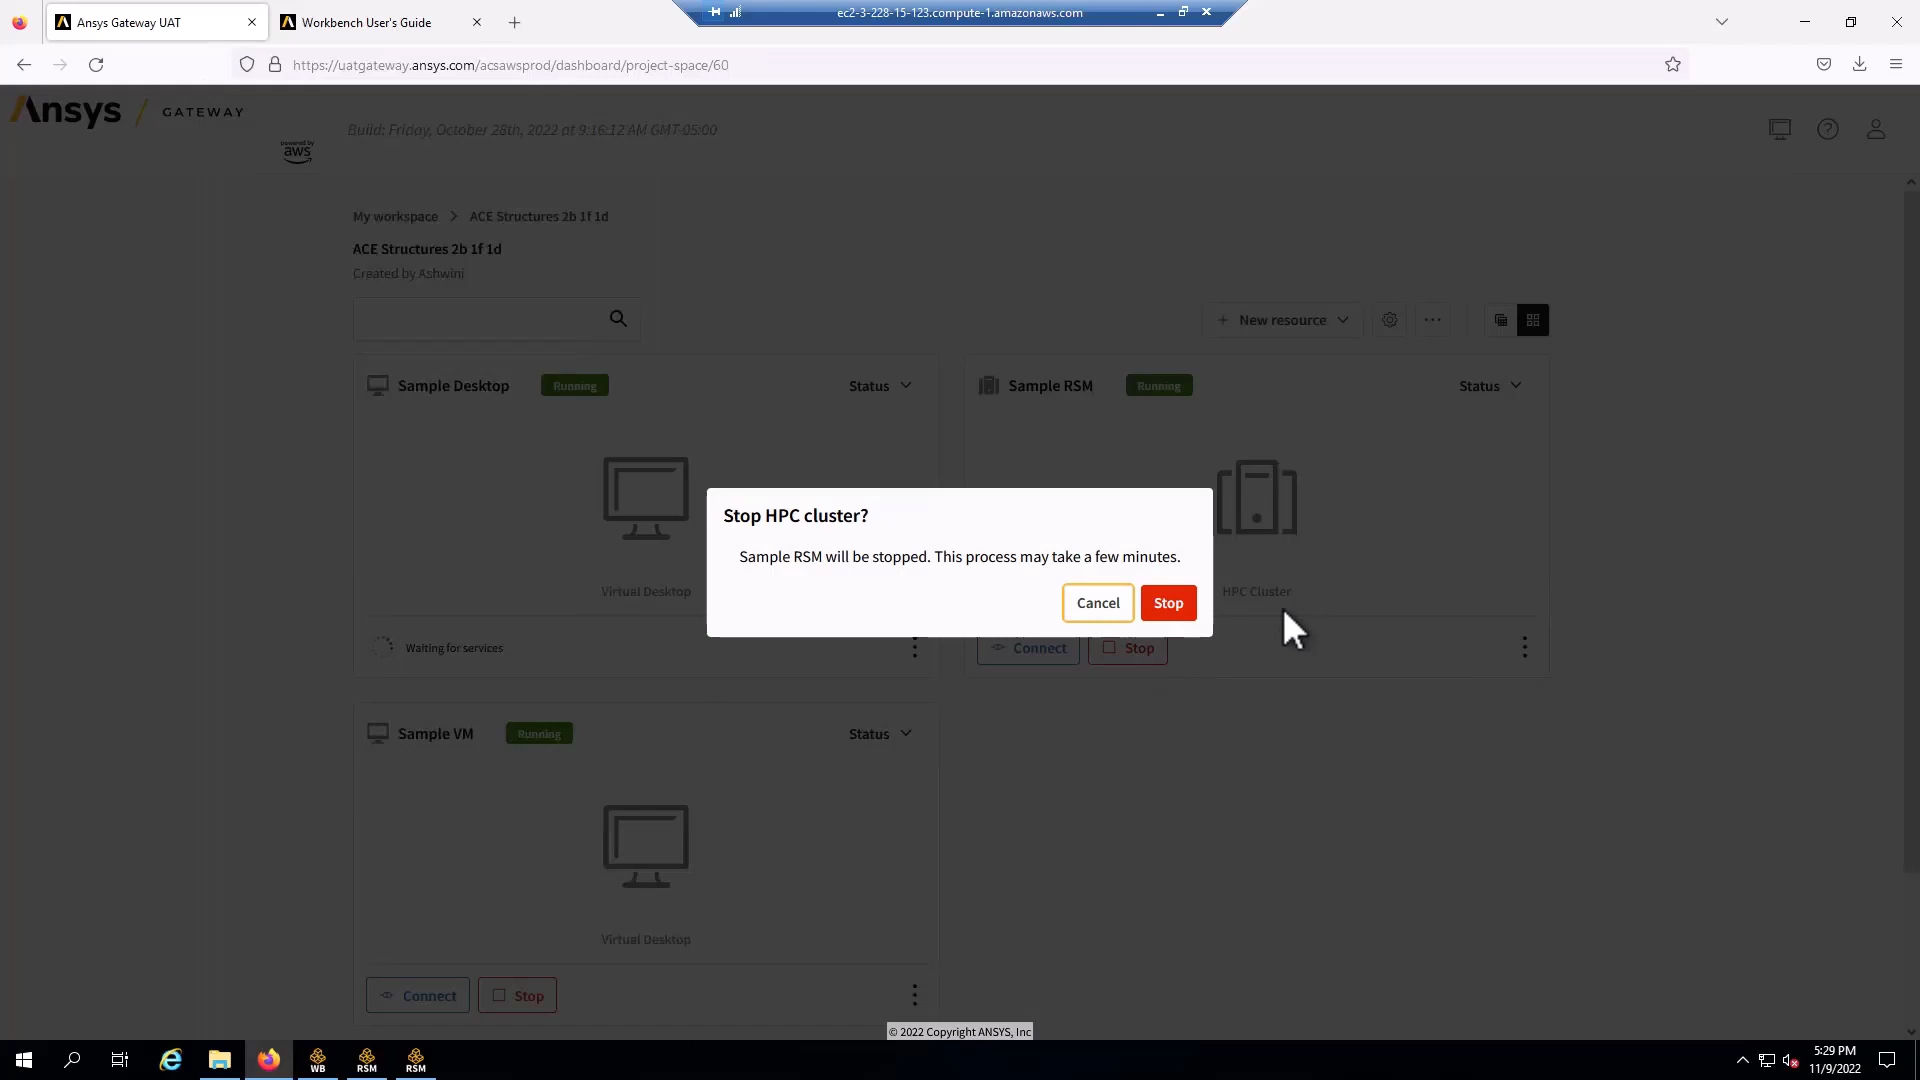 Ansys Gateway UAT
Workbench User's Guide
ec2-3-228-15-123.compute-1.amazonaws.com
https://uatgateway.ansys.com/acsawsprod/dashboard/project-space/60
Ansys / GATEWAY
powered by
aws
Build: Friday, October 28th, 2022 at 9:16:12 AM GMT-05:00
My workspace > ACE Structures 2b 1f 1d
ACE Structures 2b 1f 1d
Created by Ashwini
+ New resource
Sample Desktop Running Status
Sample RSM Running Status
Stop HPC cluster?
Sample RSM will be stopped. This process may take a few minutes.
Cancel Stop
Virtual Desktop
HPC Cluster
Waiting for services
Connect Stop
Sample VM Running Status
Virtual Desktop
Connect Stop
© 2022 Copyright ANSYS, Inc
WB
RSM
RSM
5:29 PM
11/9/2022